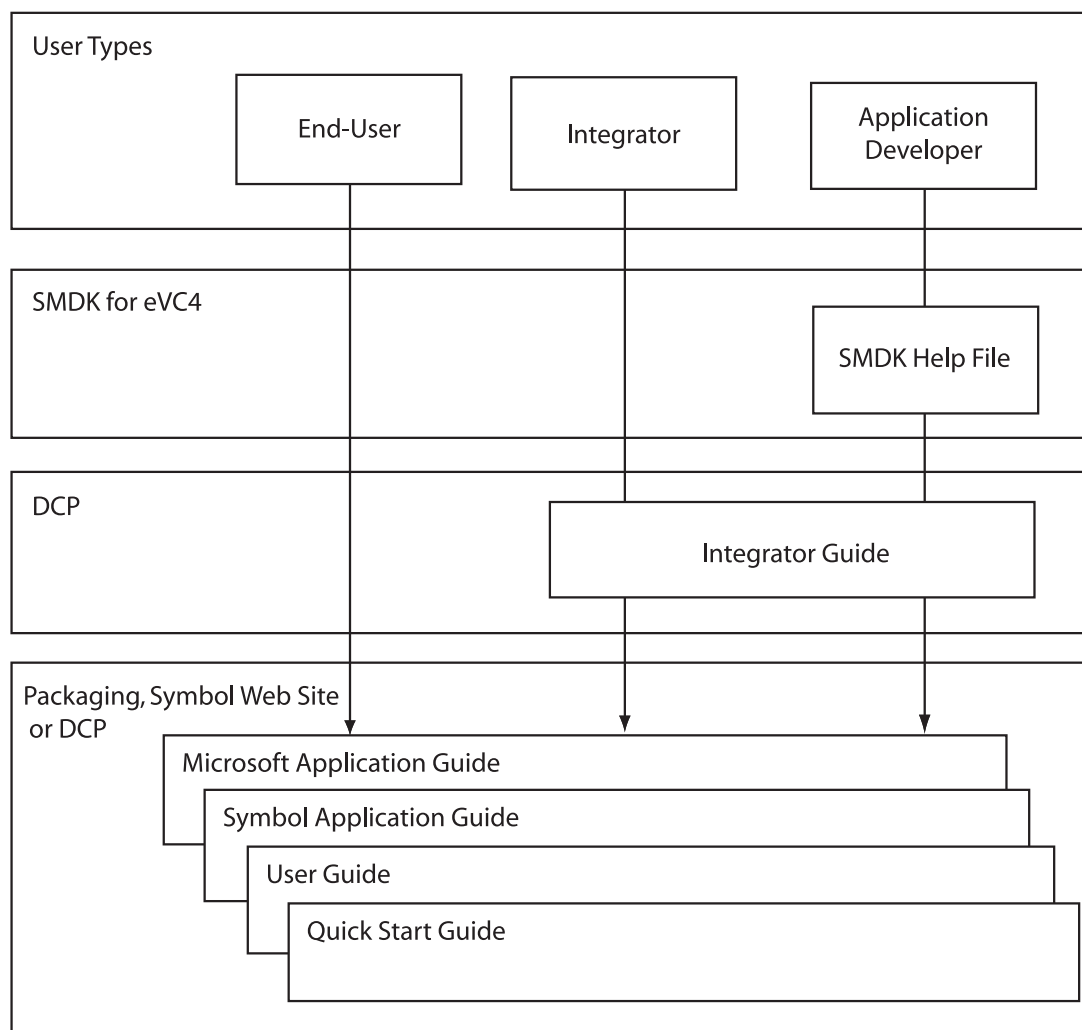 User Types
End-User
Integrator
Application
Developer
SMDK for eVC4
SMDK Help File
DCP
Integrator Guide
Packaging, Symbol Web Site
or DCP
Microsoft Application Guide
Symbol Application Guide
User Guide
Quick Start Guide